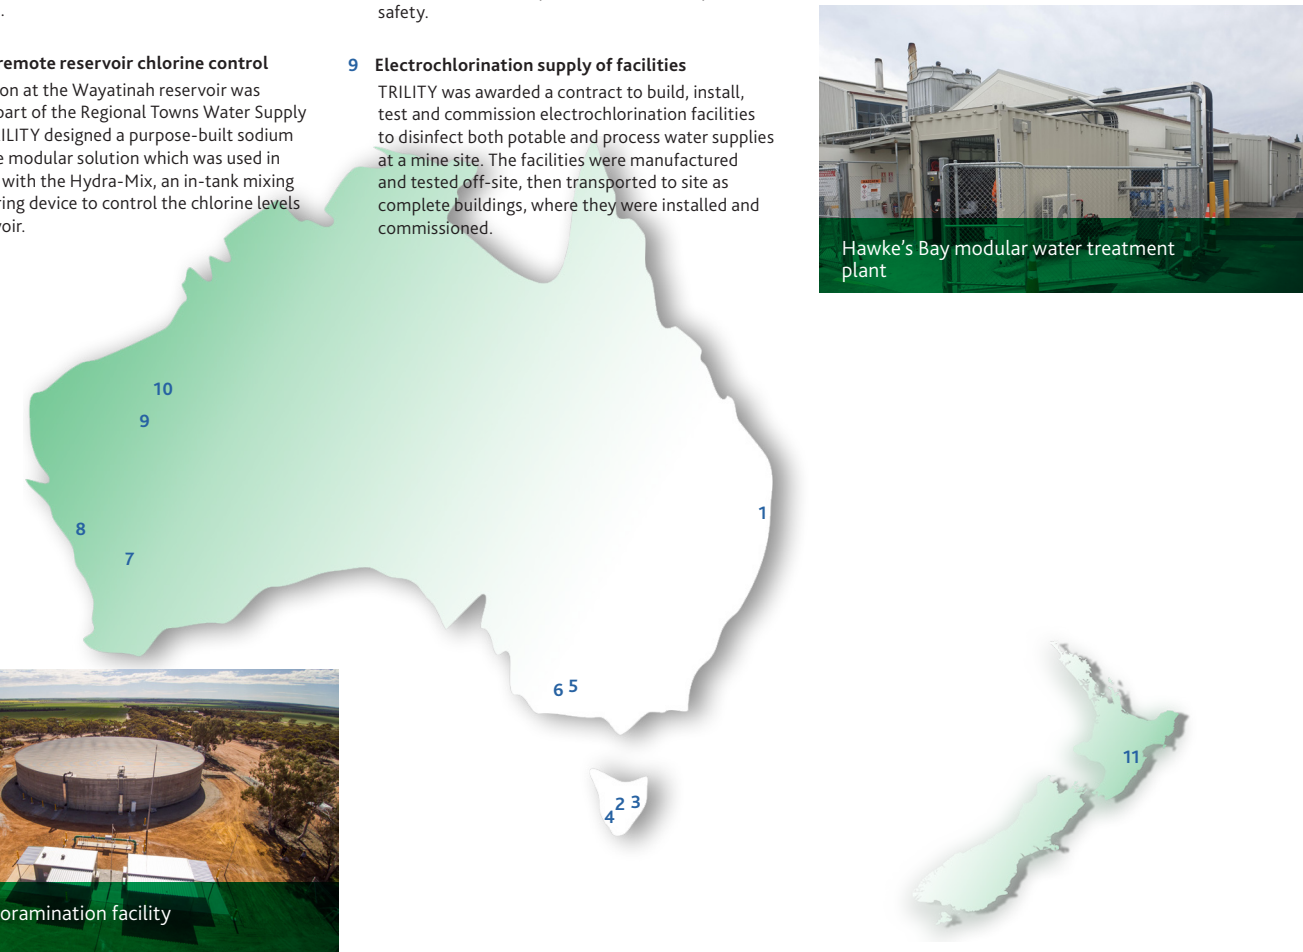 .
remote reservoir chlorine control
on at the Wayatinah reservoir was
part of the Regional Towns Water Supply
ILITY designed a purpose-built sodium
e modular solution which was used in
with the Hydra-Mix, an in-tank mixing
ring device to control the chlorine levels
voir.
safety.
9 Electrochlorination supply of facilities
TRILITY was awarded a contract to build, install,
test and commission electrochlorination facilities
to disinfect both potable and process water supplies
at a mine site. The facilities were manufactured
and tested off-site, then transported to site as
complete buildings, where they were installed and
commissioned.
Hawke's Bay modular water treatment
plant
10
9
8
7
1
6 5
2 3
4
11
oramination facility